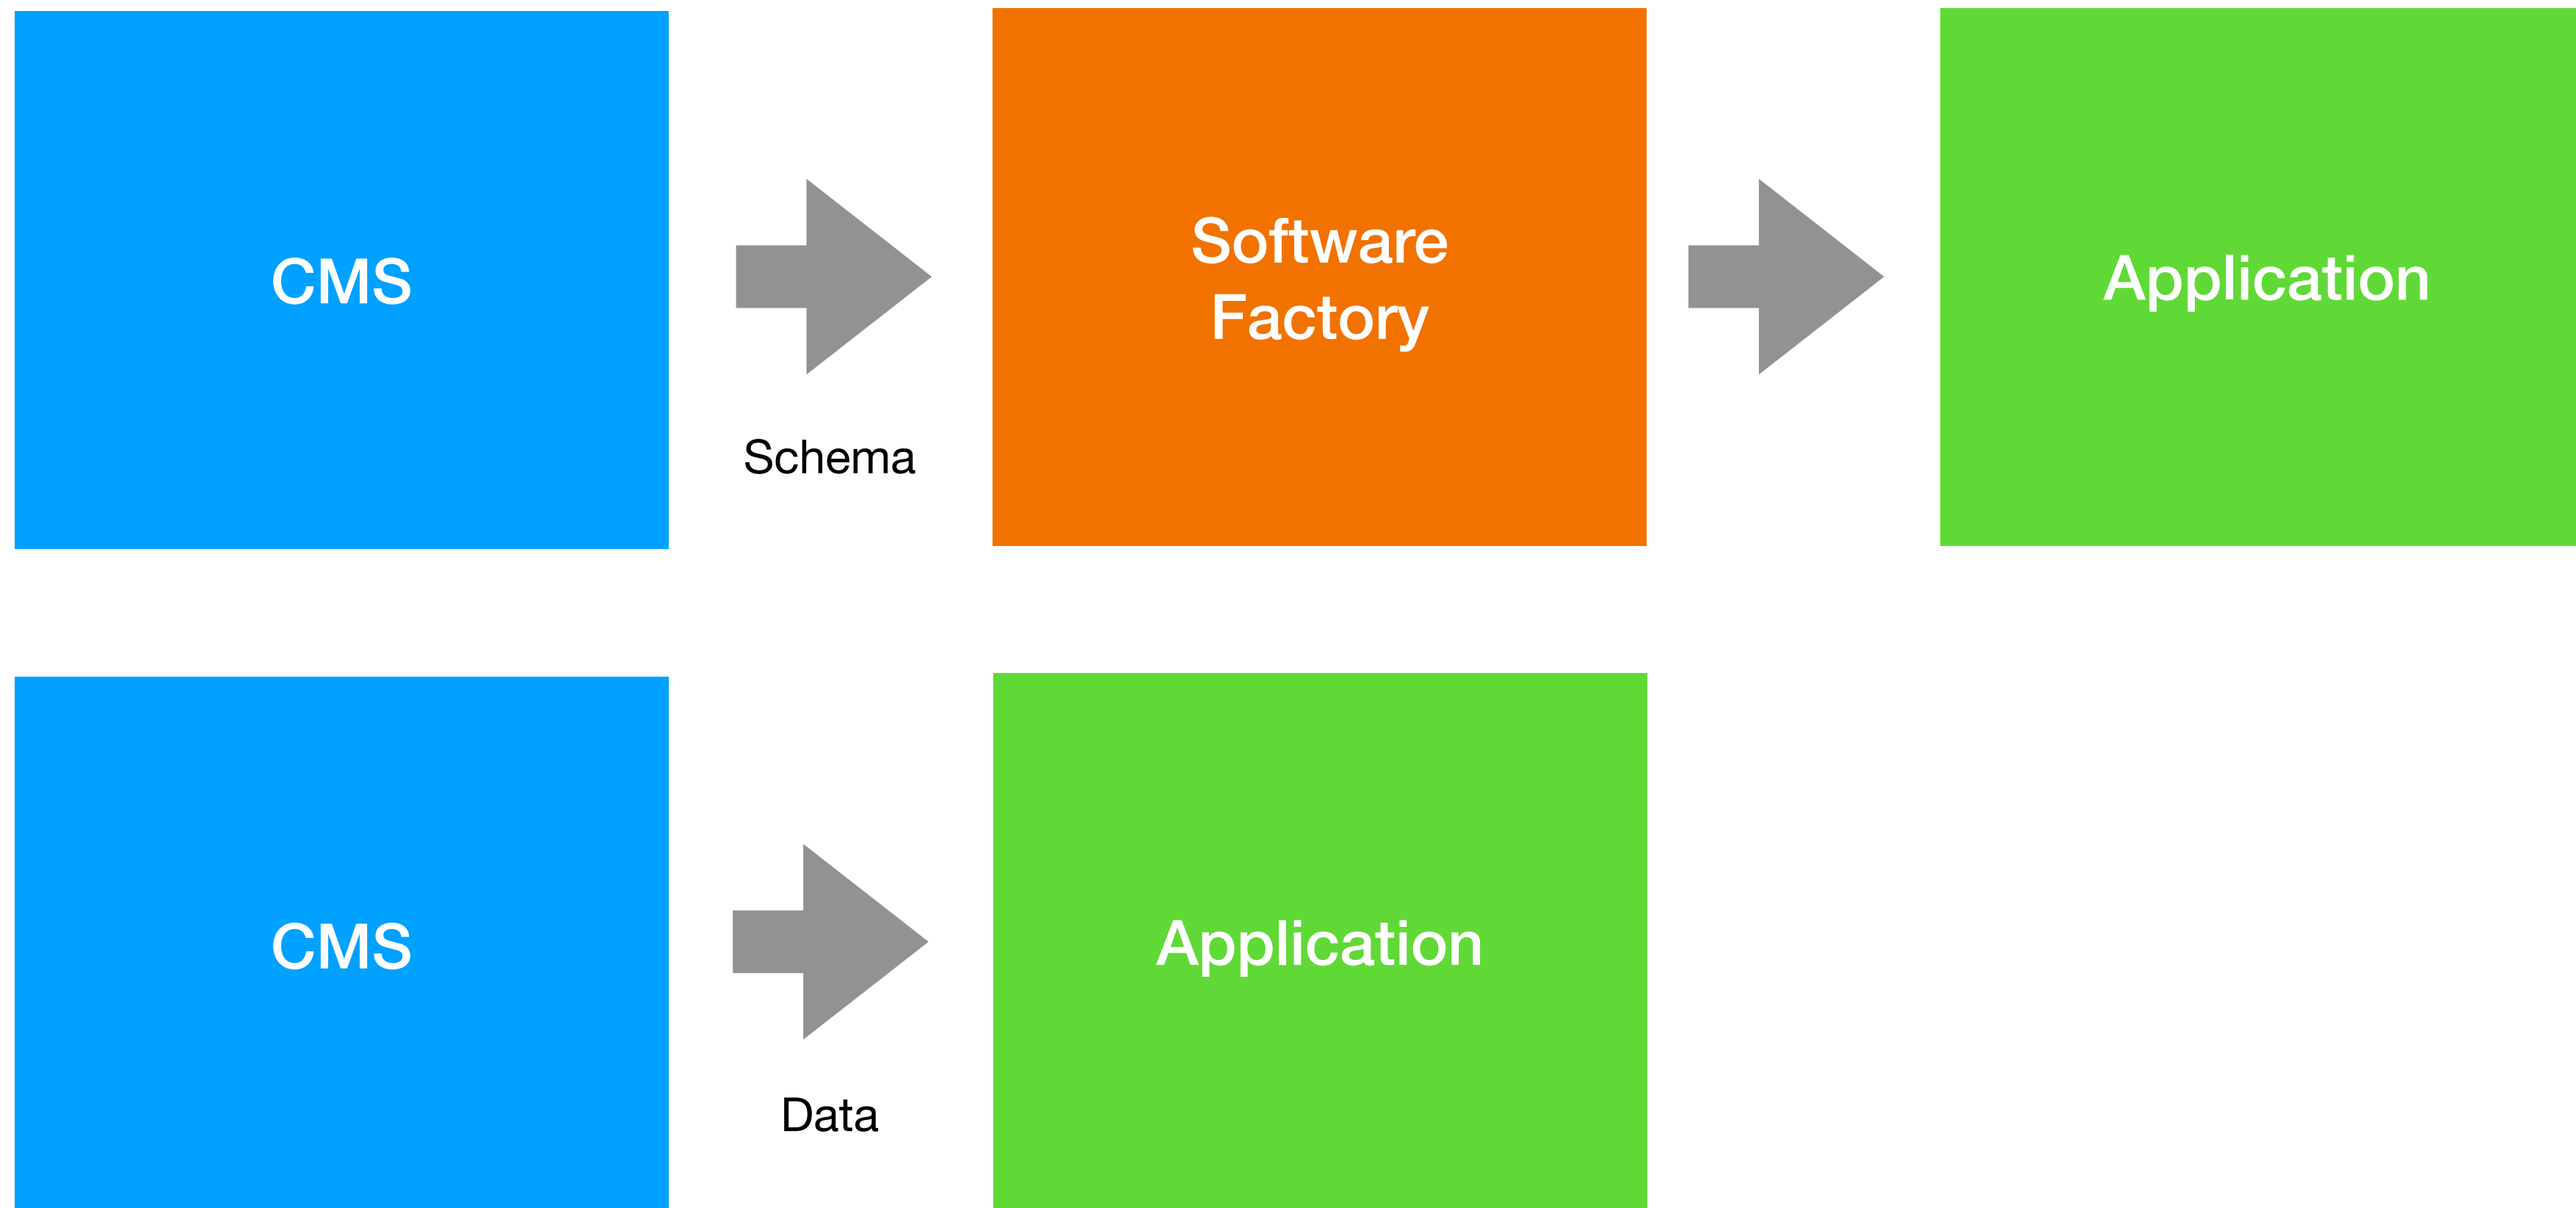 CMS
Schema
Software
Factory
Application
CMS
Data
Application